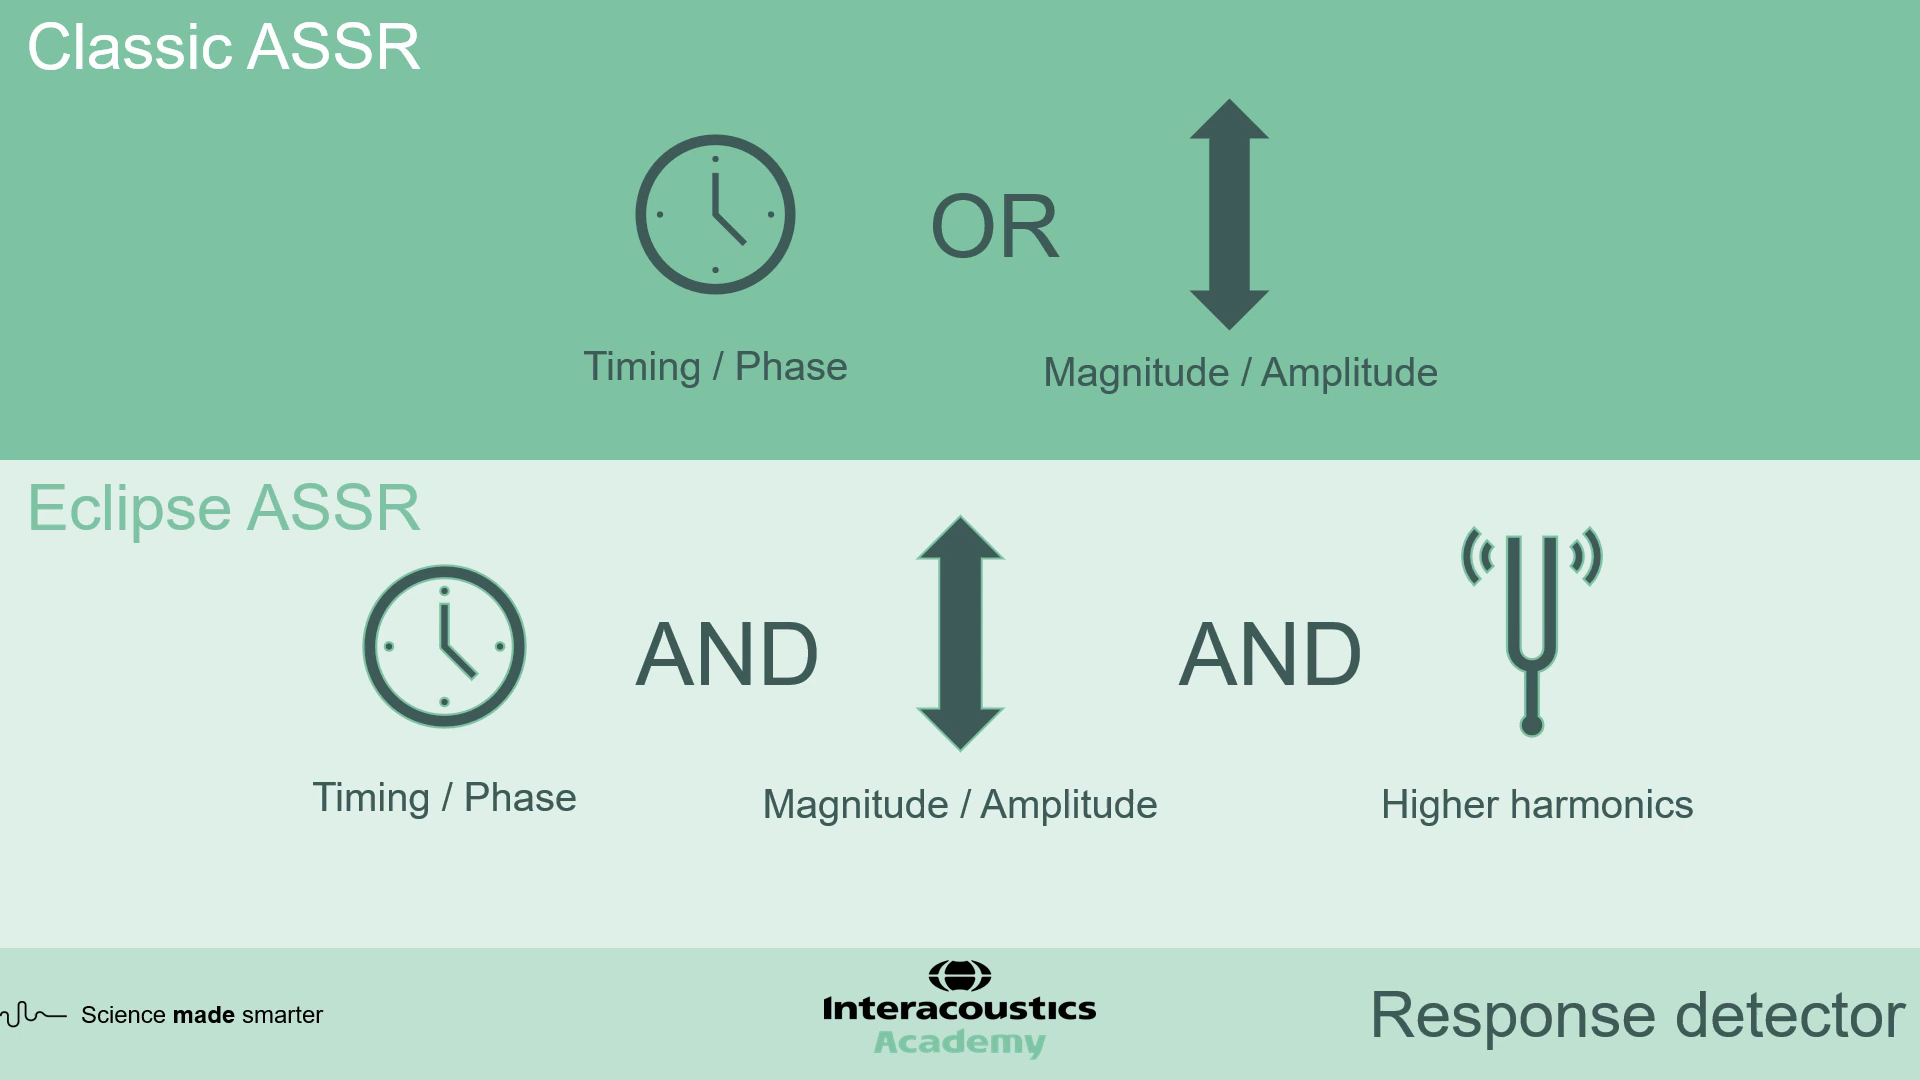 Classic ASSR
OR
Timing / Phase
Magnitude / Amplitude
Eclipse ASSR
AND
AND
Timing / Phase
Magnitude / Amplitude
Higher harmonics
Science made smarter
Interacoustics
Academy
Response detector